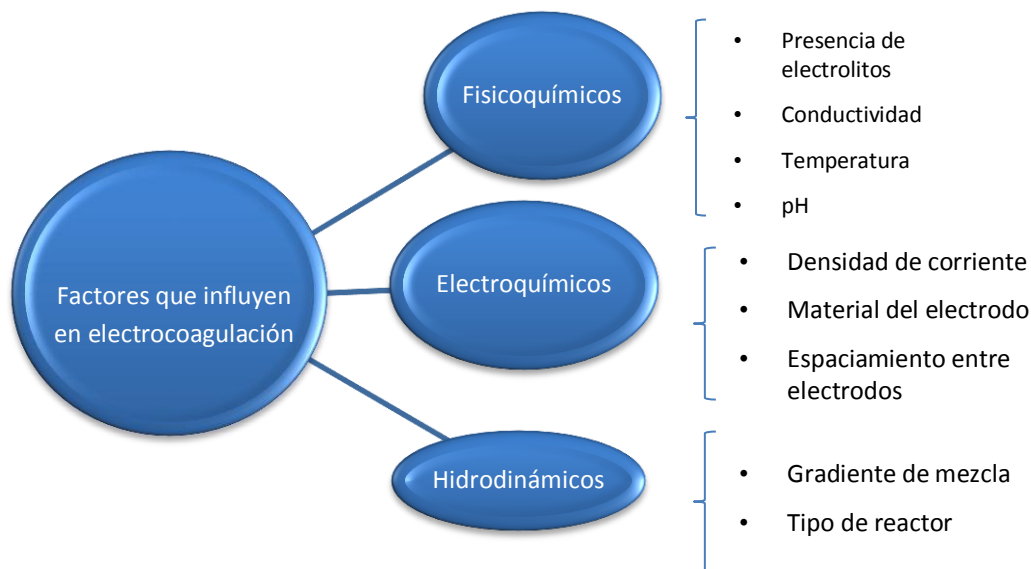 Factores que influyen
en electrocoagulación
Fisicoquímicos
• Presencia de
electrolitos
• Conductividad
• Temperatura
• pH
Electroquímicos
• Densidad de corriente
• Material del electrodo
• Espaciamiento entre
electrodos
Hidrodinámicos
• Gradiente de mezcla
• Tipo de reactor